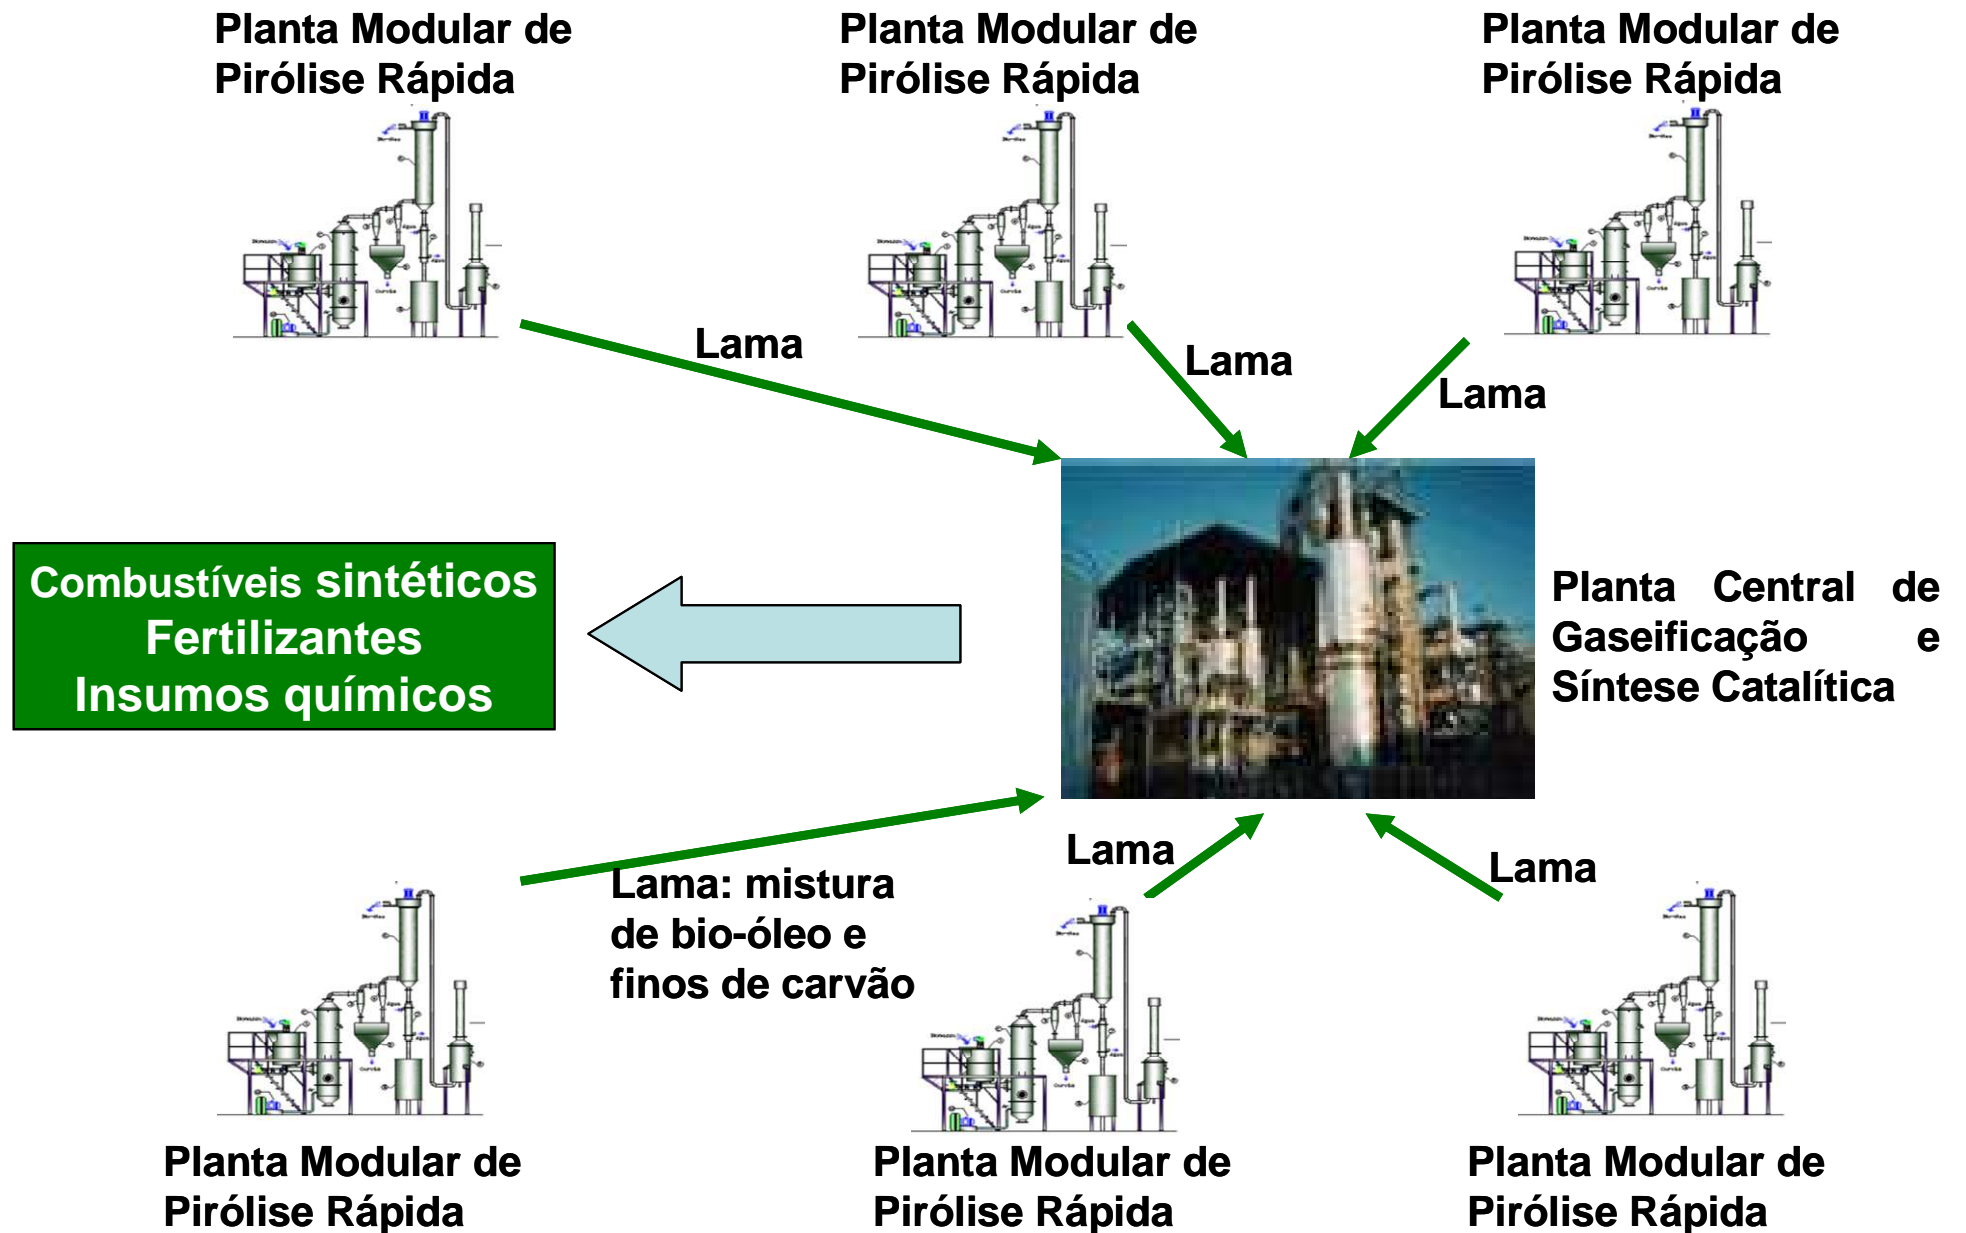 Planta Modular de
Pirólise Rápida
Planta Modular de
Pirólise Rápida
Planta Modular de
Pirólise Rápida
Lama
Lama
Lama
Combustíveis sintéticos
Fertilizantes
Insumos químicos
Planta Central de
Gaseificação e
Síntese Catalítica
Lama
Lama
Lama: mistura
de bio-óleo e
finos de carvão
Planta Modular de
Pirólise Rápida
Planta Modular de
Pirólise Rápida
Planta Modular de
Pirólise Rápida